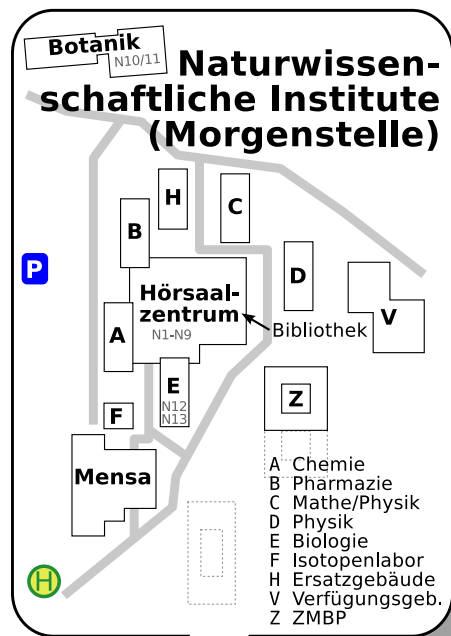 Botanik
N10/11
Naturwissen-
schaftliche Institute
(Morgenstelle)
H
C
B
P
D
Hörsaal-
zentrum
N1-N9
Bibliothek
V
A
E
N12
N13
Z
F
Mensa
A Chemie
B Pharmazie
C Mathe/Physik
D Physik
E Biologie
F Isotopenlabor
H Ersatzgebäude
V Verfügungsgeb.
Z ZMBP
H